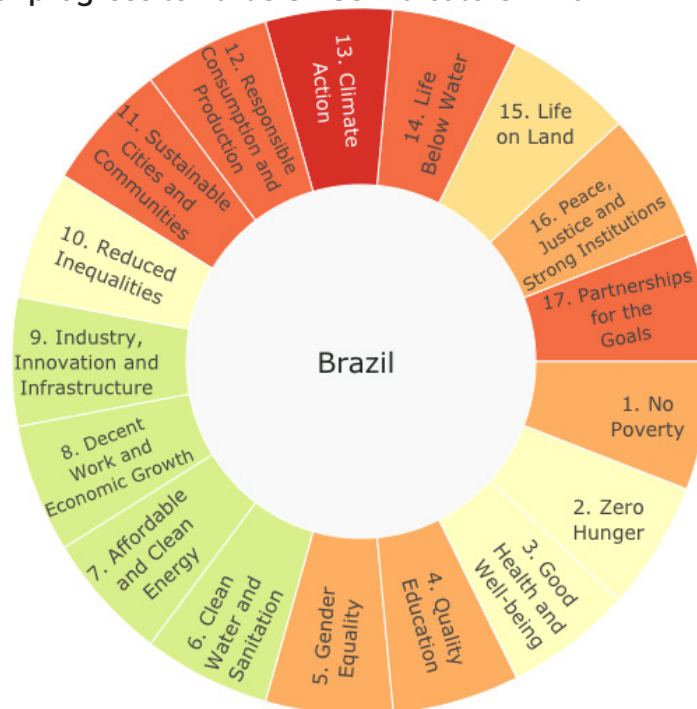 13. Climate
Action
14. Life
Below Water
15. Life
on Land
16. Peace,
Justice and
Strong Institutions
17. Partnerships
for the
Goals
1. No
Poverty
2. Zero
Hunger
3. Good
Health and
Well-being
4. Quality
Education
5. Gender
Equality
6. Clean
Water and
Sanitation
7. Affordable
and Clean
Energy
8. Decent
Work and
Economic Growth
9. Industry,
Innovation and
Infrastructure
10. Reduced
Inequalities
11. Sustainable
Cities and
Communities
12. Responsible
Consumption and
Production
Brazil